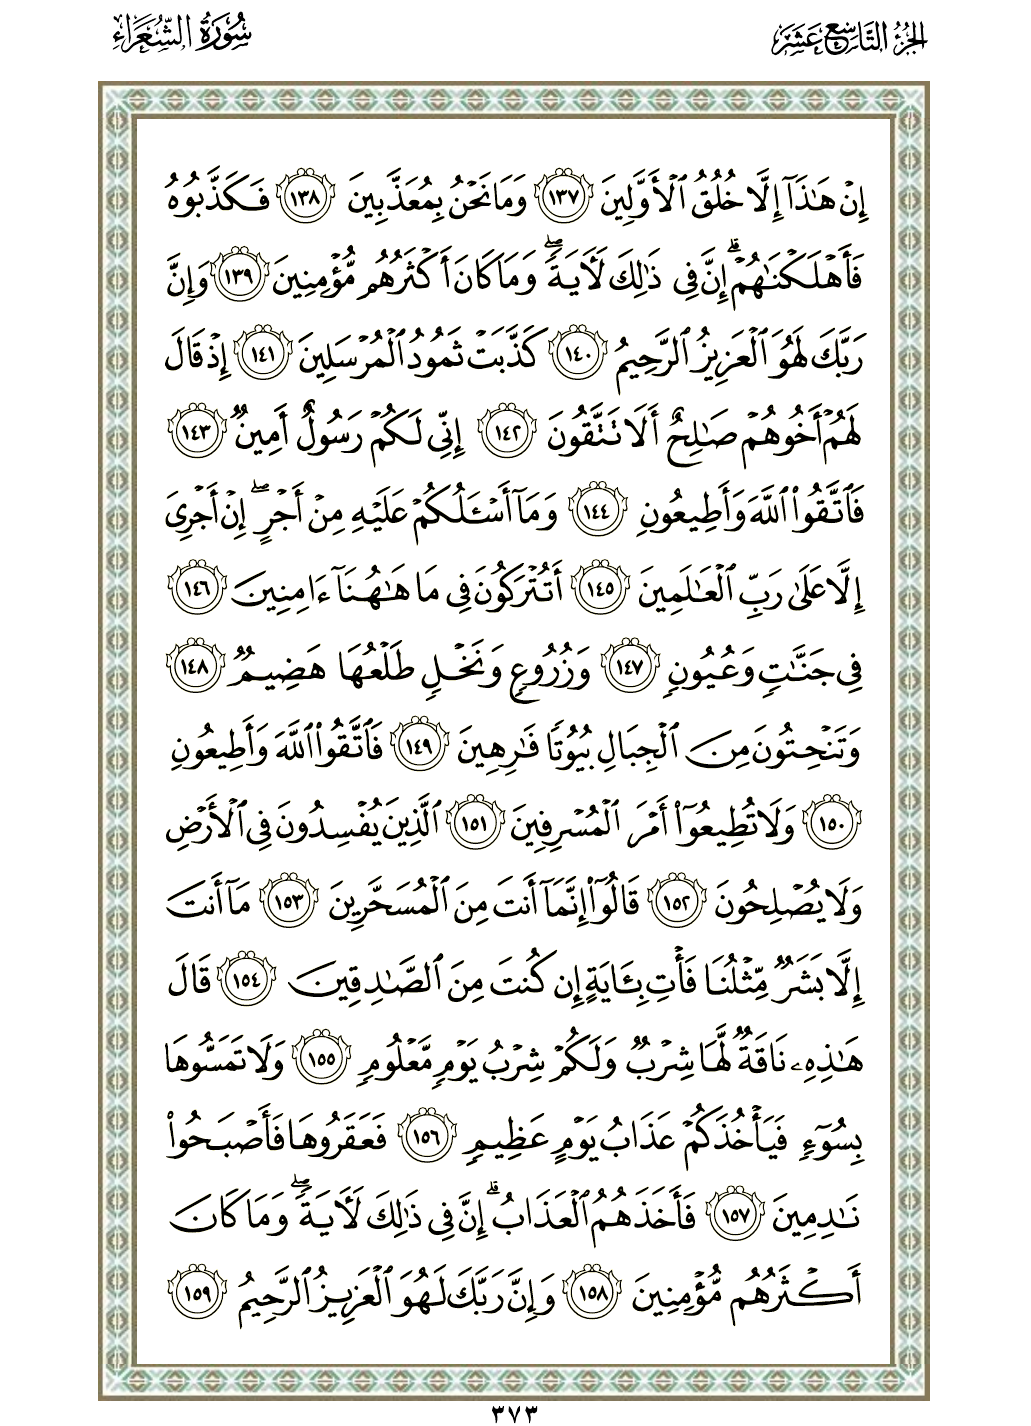 الجزء التاسع عشر
سورة الشعراء
إِنْ هَٰذَآ إِلَّا خُلُقُ ٱلْأَوَّلِينَ ١٣٧ وَمَا نَحْنُ بِمُعَذَّبِينَ ١٣٨ فَكَذَّبُوهُ
فَأَهْلَكْنَٰهُمْ ۗ إِنَّ فِى ذَٰلِكَ لَءَايَةً ۖ وَمَا كَانَ أَكْثَرُهُم مُّؤْمِنِينَ ١٣٩ وَإِنَّ
رَبَّكَ لَهُوَ ٱلْعَزِيزُ ٱلرَّحِيمُ ١٤٠ كَذَّبَتْ ثَمُودُ ٱلْمُرْسَلِينَ ١٤١ إِذْ قَالَ
لَهُمْ أَخُوهُمْ صَٰلِحٌ أَلَا تَتَّقُونَ ١٤٢ إِنِّى لَكُمْ رَسُولٌ أَمِينٌ ١٤٣
فَٱتَّقُوا۟ ٱللَّهَ وَأَطِيعُونِ ١٤٤ وَمَآ أَسْـَٔلُكُمْ عَلَيْهِ مِنْ أَجْرٍ ۖ إِنْ أَجْرِىَ
إِلَّا عَلَىٰ رَبِّ ٱلْعَٰلَمِينَ ١٤٥ أَتُتْرَكُونَ فِى مَا هَٰهُنَآ ءَامِنِينَ ١٤٦
فِى جَنَّٰتٍ وَعُيُونٍ ١٤٧ وَزُرُوعٍ وَنَخْلٍ طَلْعُهَا هَضِيمٌ ١٤٨
وَتَنْحِتُونَ مِنَ ٱلْجِبَالِ بُيُوتًا فَٰرِهِينَ ١٤٩ فَٱتَّقُوا۟ ٱللَّهَ وَأَطِيعُونِ
١٥٠ وَلَا تُطِيعُوٓا۟ أَمْرَ ٱلْمُسْرِفِينَ ١٥١ ٱلَّذِينَ يُفْسِدُونَ فِى ٱلْأَرْضِ
وَلَا يُصْلِحُونَ ١٥٢ قَالُوٓا۟ إِنَّمَآ أَنتَ مِنَ ٱلْمُسَحَّرِينَ ١٥٣ مَآ أَنتَ
إِلَّا بَشَرٌ مِّثْلُنَا فَأْتِ بِـَٔايَةٍ إِن كُنتَ مِنَ ٱلصَّٰدِقِينَ ١٥٤ قَالَ
هَٰذِهِۦ نَاقَةٌ لَّهَا شِرْبٌ وَلَكُمْ شِرْبُ يَوْمٍ مَّعْلُومٍ ١٥٥ وَلَا تَمَسُّوهَا
بِسُوٓءٍ فَيَأْخُذَكُمْ عَذَابُ يَوْمٍ عَظِيمٍ ١٥٦ فَعَقَرُوهَا فَأَصْبَحُوا۟
نَٰدِمِينَ ١٥٧ فَأَخَذَهُمُ ٱلْعَذَابُ ۗ إِنَّ فِى ذَٰلِكَ لَءَايَةً ۖ وَمَا كَانَ
أَكْثَرُهُم مُّؤْمِنِينَ ١٥٨ وَإِنَّ رَبَّكَ لَهُوَ ٱلْعَزِيزُ ٱلرَّحِيمُ ١٥٩
٣٧٣